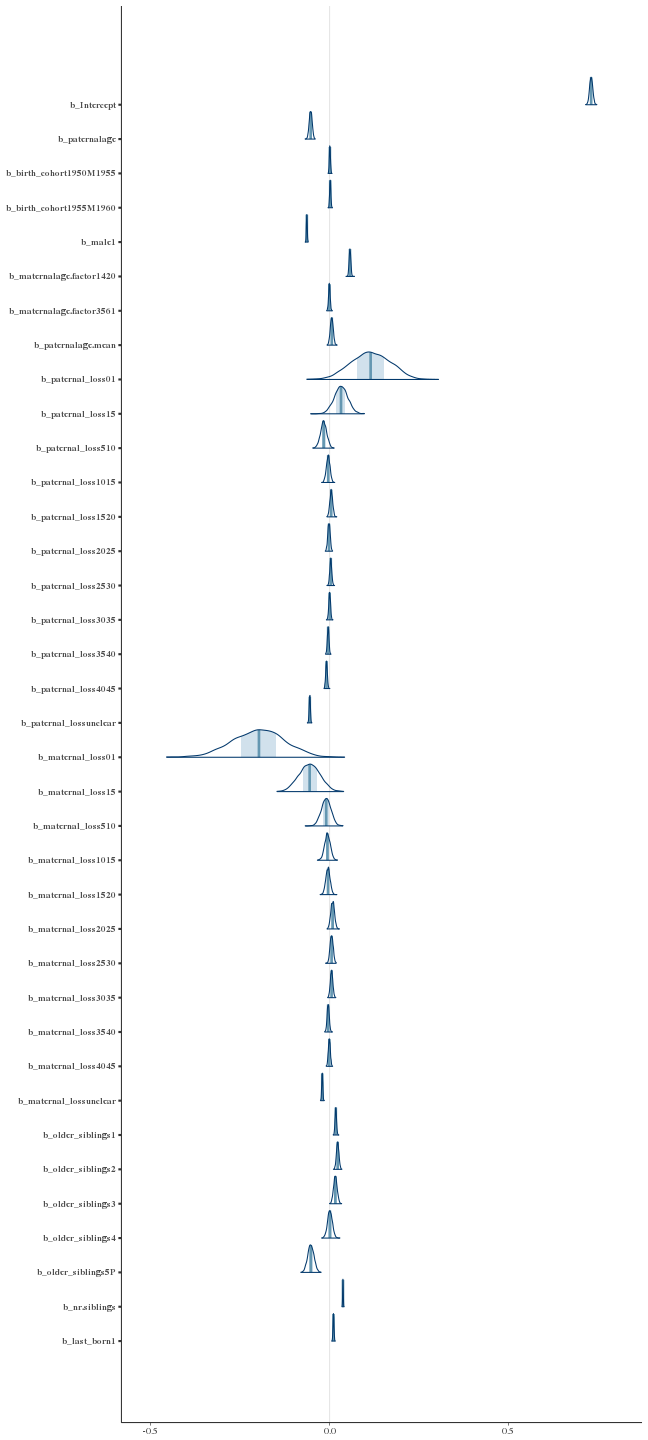 b_Intercept
b_paternalage
b_birth_cohort1950M1955
b_birth_cohort1955M1960
b_male1
b_maternalage.factor1420
b_maternalage.factor3561
b_paternalage.mean
b_paternal_loss01
b_paternal_loss15
b_paternal_loss510
b_paternal_loss1015
b_paternal_loss1520
b_paternal_loss2025
b_paternal_loss2530
b_paternal_loss3035
b_paternal_loss3540
b_paternal_loss4045
b_paternal_lossunclear
b_maternal_loss01
b_maternal_loss15
b_maternal_loss510
b_maternal_loss1015
b_maternal_loss1520
b_maternal_loss2025
b_maternal_loss2530
b_maternal_loss3035
b_maternal_loss3540
b_maternal_loss4045
b_maternal_lossunclear
b_older_siblings1
b_older_siblings2
b_older_siblings3
b_older_siblings4
b_older_siblings5P
b_nr.siblings
b_last_born1
-0.5 0.0 0.5